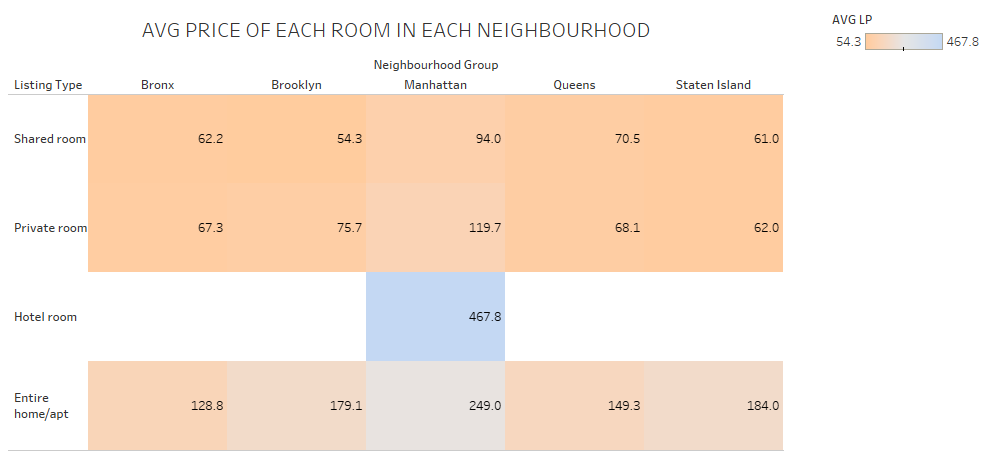 AVG PRICE OF EACH ROOM IN EACH NEIGHBOURHOOD
AVG LP
54.3 467.8
Neighbourhood Group
Listing Type Bronx Brooklyn Manhattan Queens Staten Island
Shared room 62.2 54.3 94.0 70.5 61.0
Private room 67.3 75.7 119.7 68.1 62.0
Hotel room 467.8
Entire
home/apt 128.8 179.1 249.0 149.3 184.0